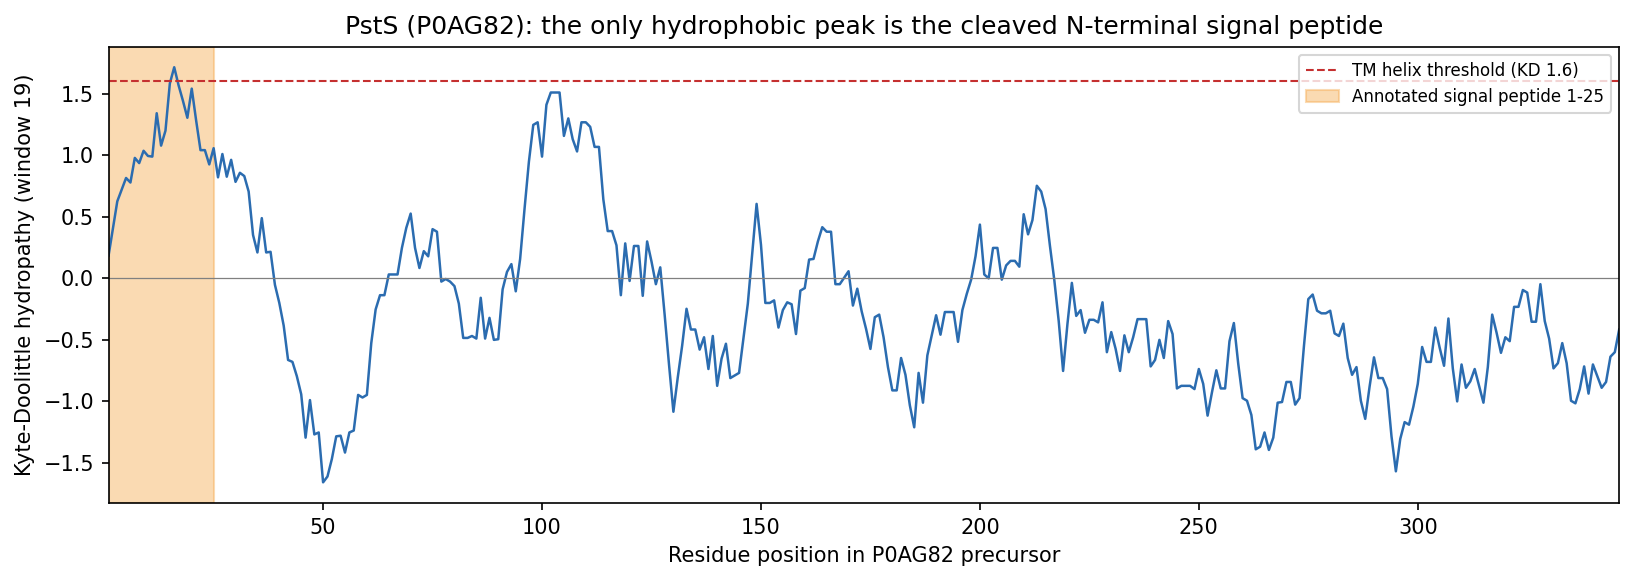 PstS (P0AG82): the only hydrophobic peak is the cleaved N-terminal signal peptide
Kyte-Doolittle hydropathy (window 19)
1.5
1.0
0.5
0.0
−0.5
−1.0
−1.5
TM helix threshold (KD 1.6)
Annotated signal peptide 1-25
50 100 150 200 250 300
Residue position in P0AG82 precursor